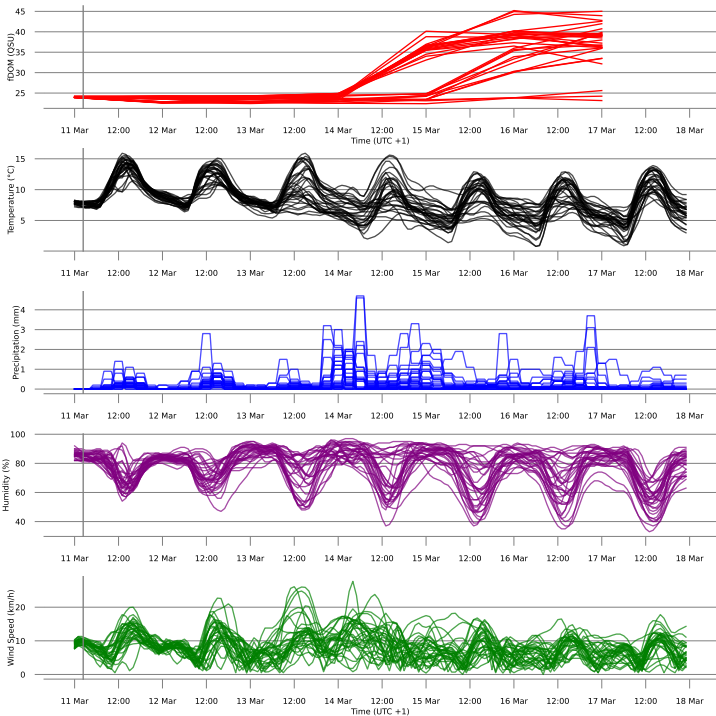 45
40
35
30
25
fDOM (QSU)
11 Mar 12:00 12 Mar 12:00 13 Mar 12:00 14 Mar 12:00 15 Mar 12:00 16 Mar 12:00 17 Mar 12:00 18 Mar
Time (UTC +1)
15
10
5
Temperature (°C)
11 Mar 12:00 12 Mar 12:00 13 Mar 12:00 14 Mar 12:00 15 Mar 12:00 16 Mar 12:00 17 Mar 12:00 18 Mar
4
3
2
1
0
Precipitation (mm)
11 Mar 12:00 12 Mar 12:00 13 Mar 12:00 14 Mar 12:00 15 Mar 12:00 16 Mar 12:00 17 Mar 12:00 18 Mar
100
80
60
40
Humidity (%)
11 Mar 12:00 12 Mar 12:00 13 Mar 12:00 14 Mar 12:00 15 Mar 12:00 16 Mar 12:00 17 Mar 12:00 18 Mar
20
10
0
Wind Speed (km/h)
11 Mar 12:00 12 Mar 12:00 13 Mar 12:00 14 Mar 12:00 15 Mar 12:00 16 Mar 12:00 17 Mar 12:00 18 Mar
Time (UTC +1)